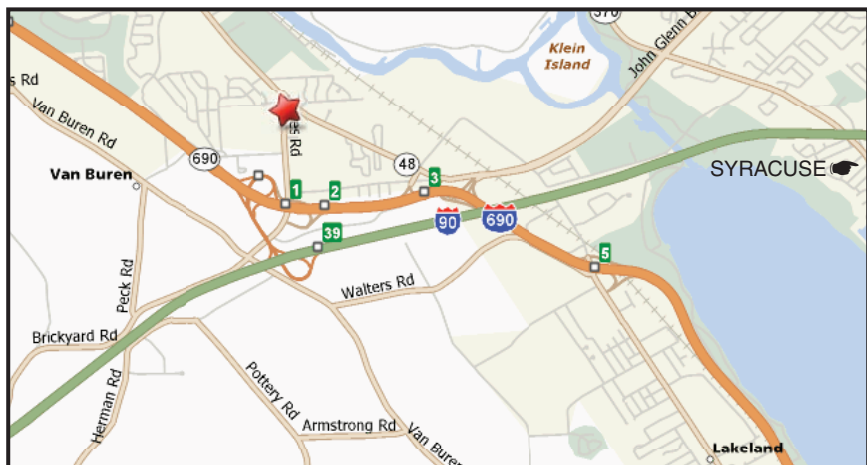 370
John Glenn B
Klein
Island
s Rd
Van Buren Rd
es Rd
690
48
Van Buren
SYRACUSE
1
2
3
39
90
690
5
Peck Rd
Walters Rd
Brickyard Rd
Herman Rd
Pottery Rd
Armstrong Rd
Van Buren
Lakeland